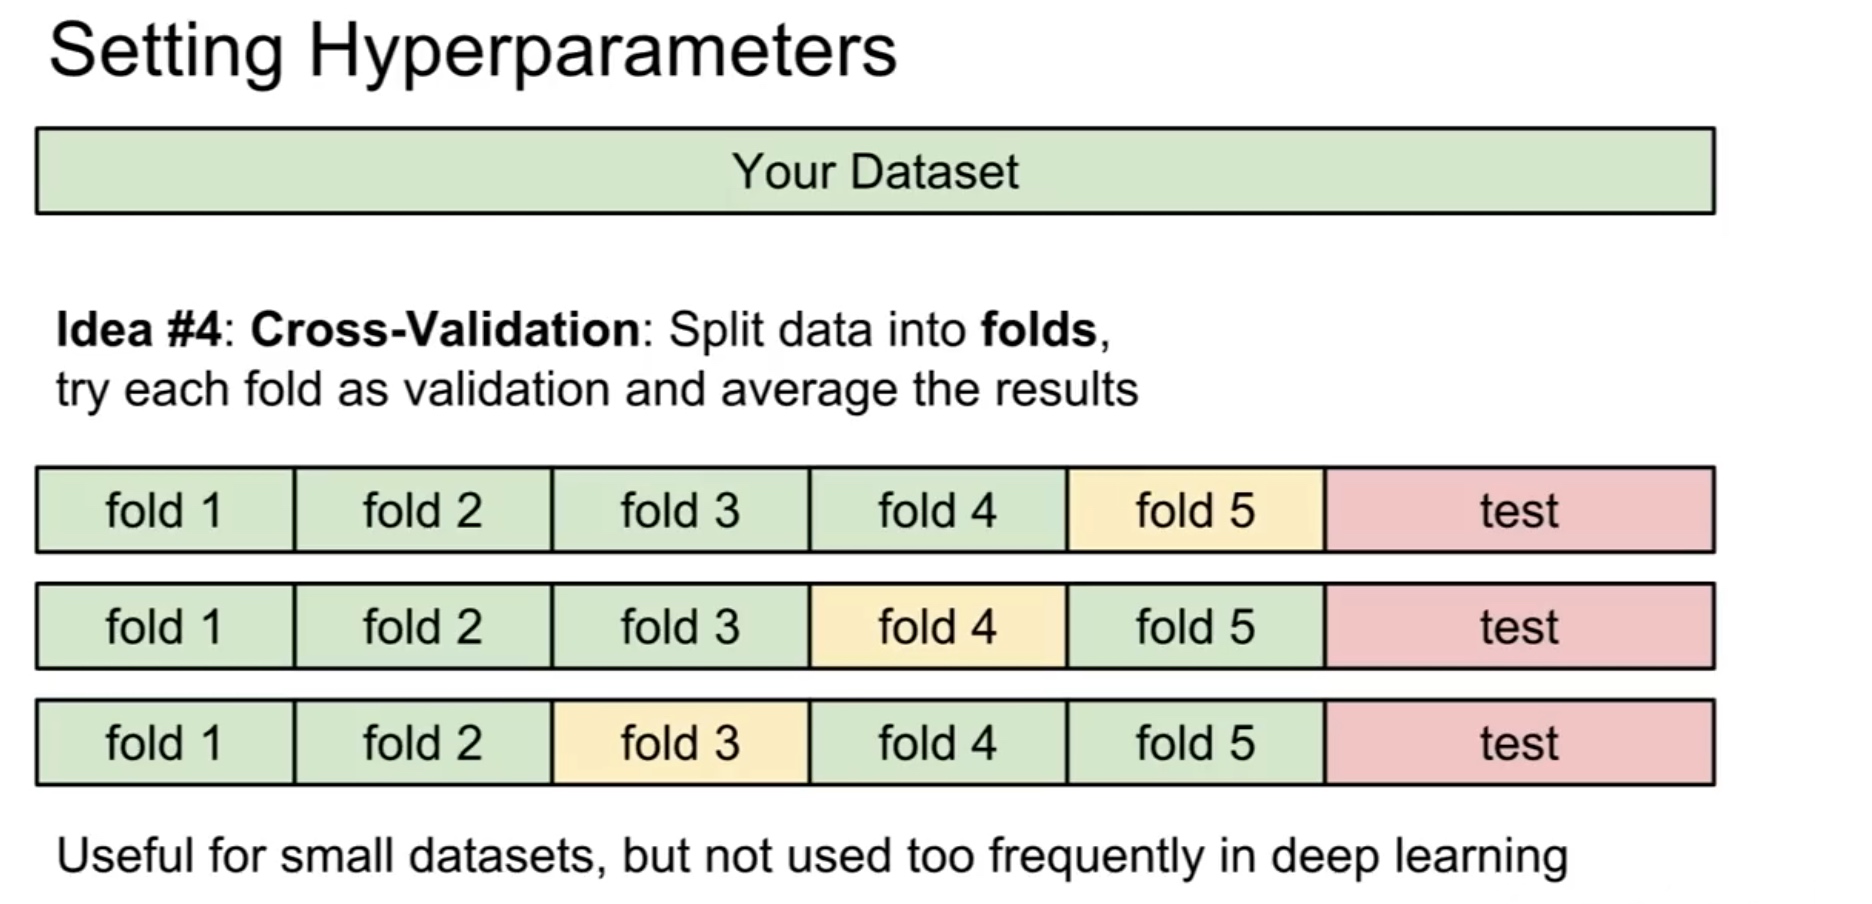 Setting Hyperparameters
Your Dataset
Idea #4: Cross-Validation: Split data into folds,
try each fold as validation and average the results
fold 1 fold 2 fold 3 fold 4 fold 5 test
fold 1 fold 2 fold 3 fold 4 fold 5 test
fold 1 fold 2 fold 3 fold 4 fold 5 test
Useful for small datasets, but not used too frequently in deep learning